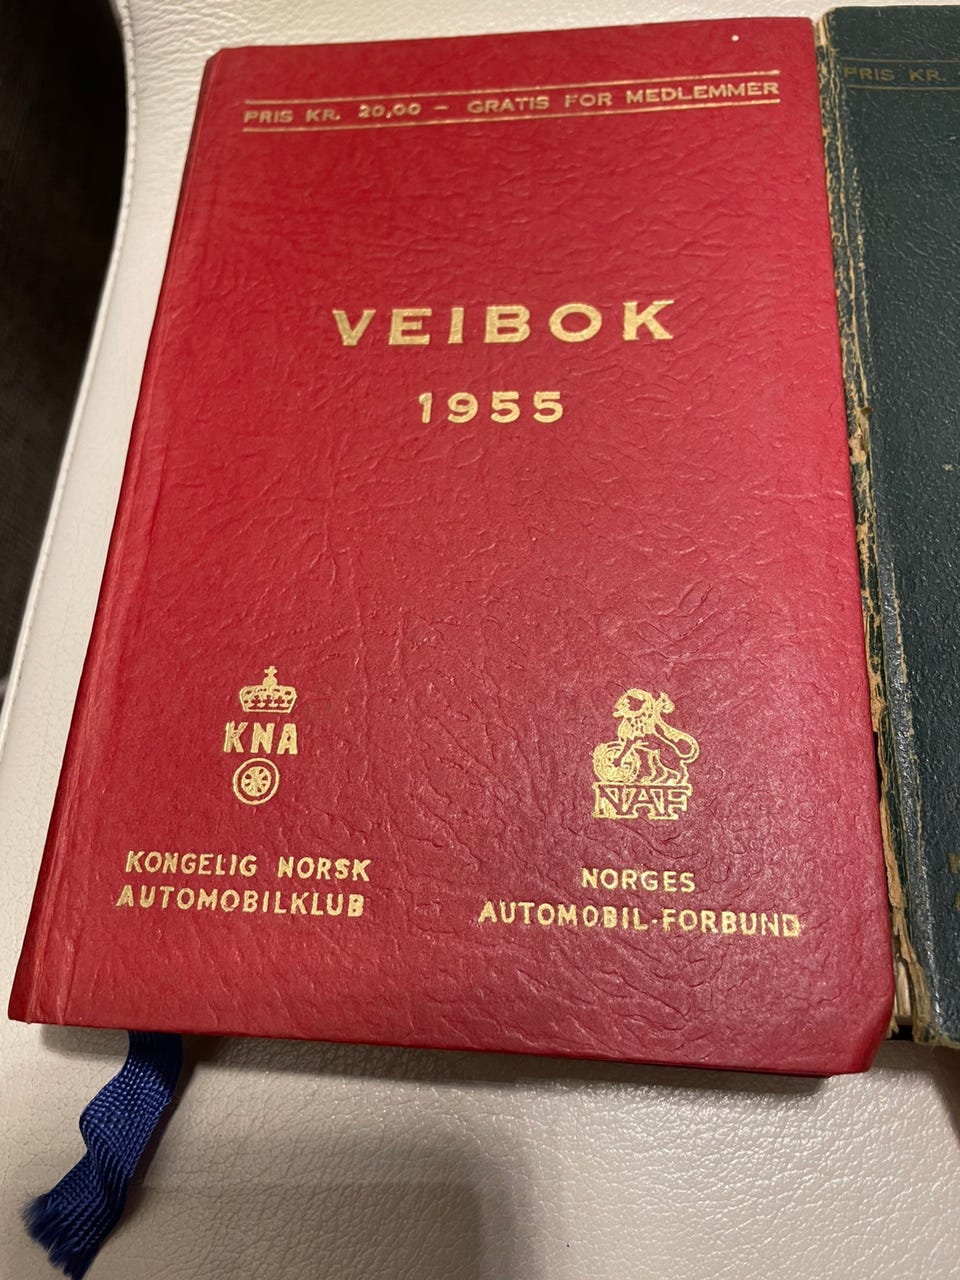 PRIS KR. 20,00 – GRATIS FOR MEDLEMMER
VEIBOK
1955
KNA
KONGELIG NORSK
AUTOMOBILKLUB
NAF
NORGES
AUTOMOBIL-FORBUND
PRIS KR.